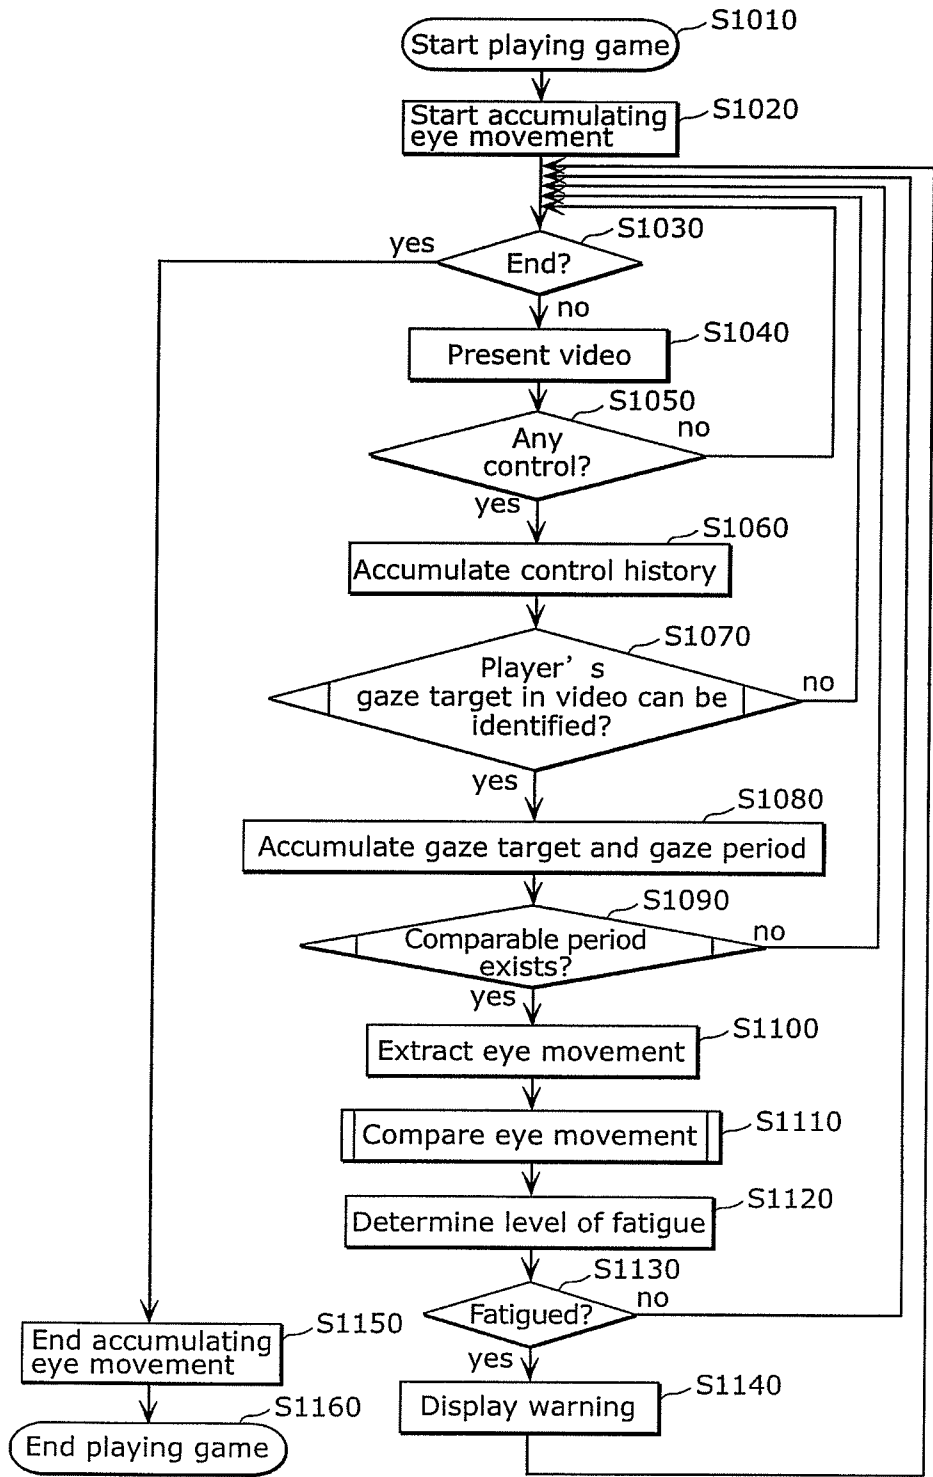 Start playing game
S1010
Start accumulating
eye movement
S1020
End?
S1030
yes
no
Present video
S1040
Any
control?
S1050
no
yes
Accumulate control history
S1060
Player's
gaze target in video can be
identified?
S1070
no
yes
Accumulate gaze target and gaze period
S1080
Comparable period
exists?
S1090
no
yes
Extract eye movement
S1100
Compare eye movement
S1110
Determine level of fatigue
S1120
Fatigued?
S1130
no
yes
Display warning
S1140
End accumulating
eye movement
S1150
End playing game
S1160